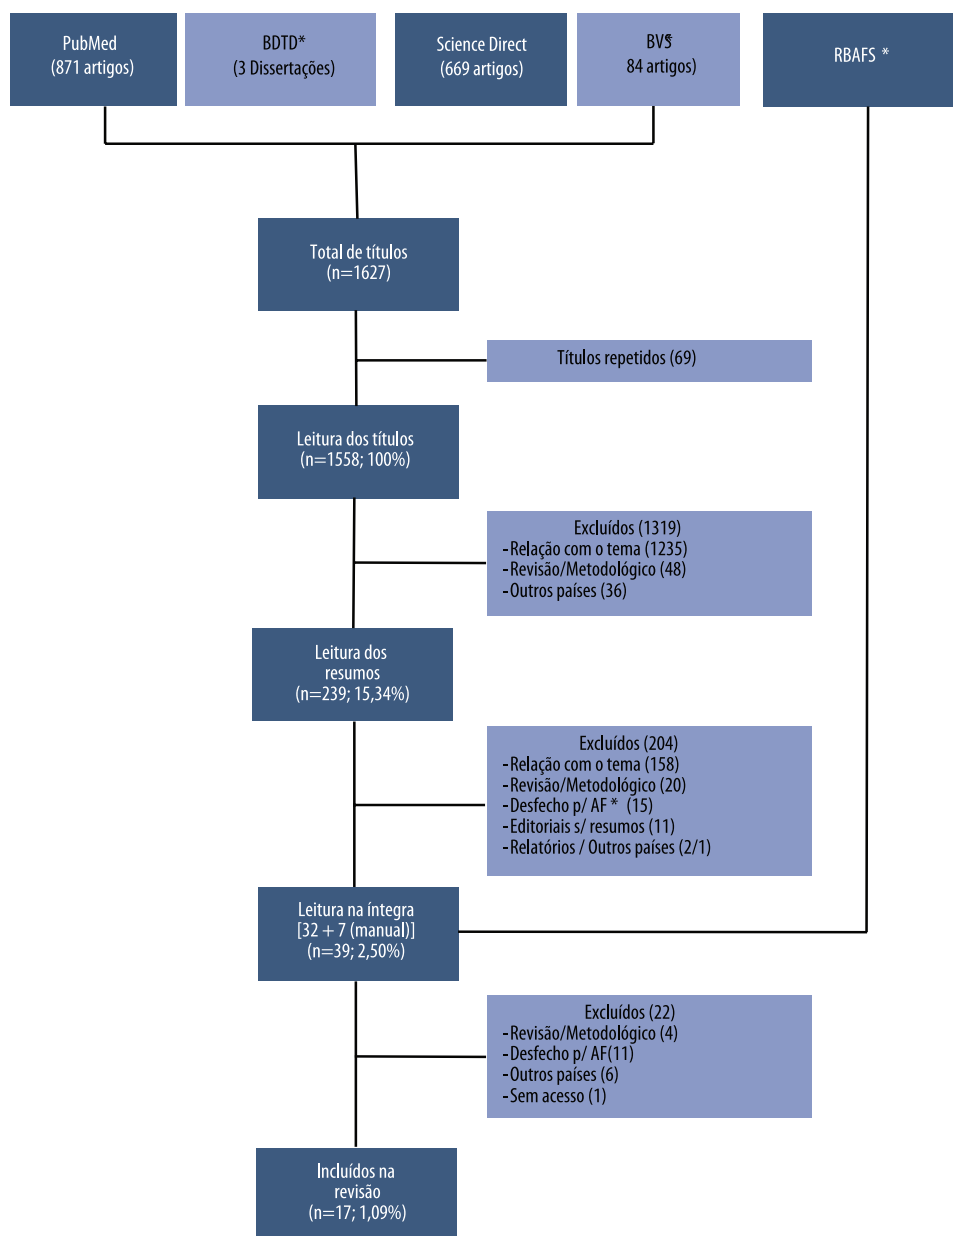 PubMed
(871 artigos)
BDTD*
(3 Dissertações)
Science Direct
(669 artigos)
84 artigos)
RBAFS *
Total de títulos
(n=1627)
Títulos repetidos (69)
Leitura dos títulos
(n=1558; 100%)
Excluídos (1319)
-Relação com o tema (1235)
-Revisão/Metodológico (48)
-Outros países (36)
Leitura dos
resumos
(n=239; 15,34%)
Excluídos (204)
-Relação com o tema (158)
-Revisão/Metodológico (20)
-Desfecho p/ AF * (15)
-Editoriais s/ resumos (11)
-Relatórios / Outros países (2/1)
Leitura na íntegra
[32 + 7 (manual)]
(n=39; 2,50%)
Excluídos (22)
-Revisão/Metodológico (4)
-Desfecho p/ AF(11)
-Outros países (6)
-Sem acesso (1)
Incluídos na
revisão
(n=17; 1,09%)